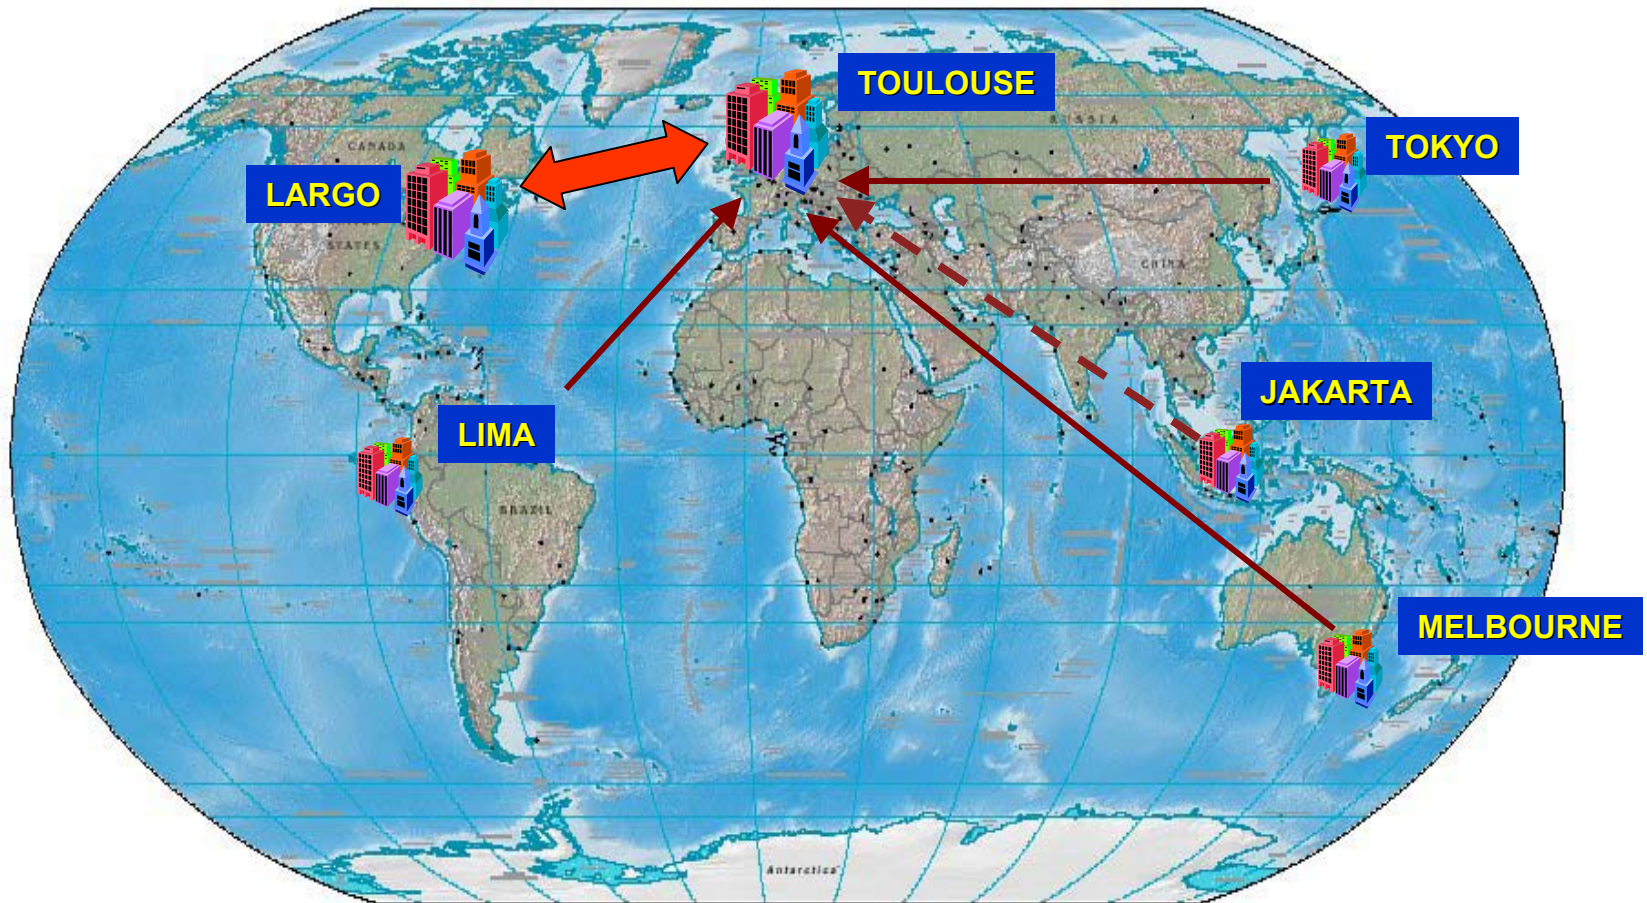 TOULOUSE
RUSSIA
TOKYO
CANADA
LARGO
STATES
CHINA
JAKARTA
LIMA
BRAZIL
MELBOURNE
Antarctica